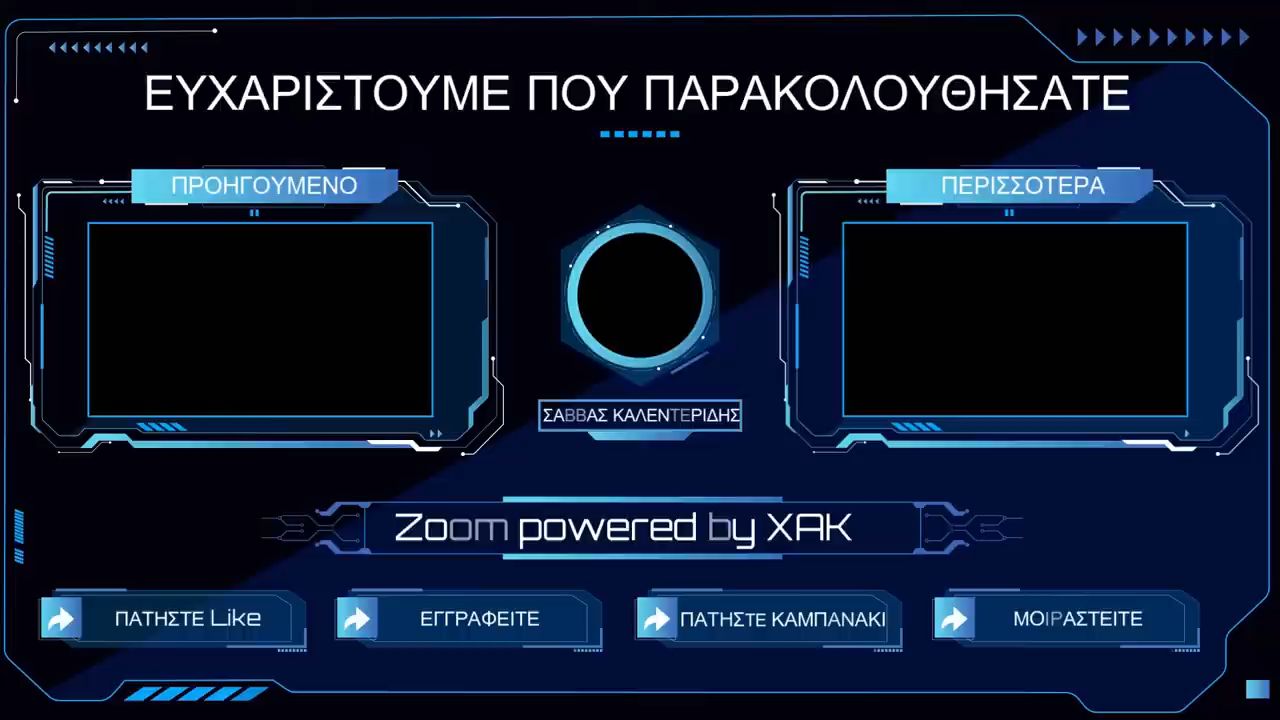 ΕΥΧΑΡΙΣΤΟΥΜΕ ΠΟΥ ΠΑΡΑΚΟΛΟΥΘΗΣΑΤΕ
ΠΡΟΗΓΟΥΜΕΝΟ
ΠΕΡΙΣΣΟΤΕΡΑ
ΣΑΒΒΑΣ ΚΑΛΕΝΤΕΡΙΔΗΣ
Zoom powered by XAK
ΠΑΤΗΣΤΕ Like
ΕΓΓΡΑΦΕΙΤΕ
ΠΑΤΗΣΤΕ ΚΑΜΠΑΝΑΚΙ
ΜΟΙΡΑΣΤΕΙΤΕ